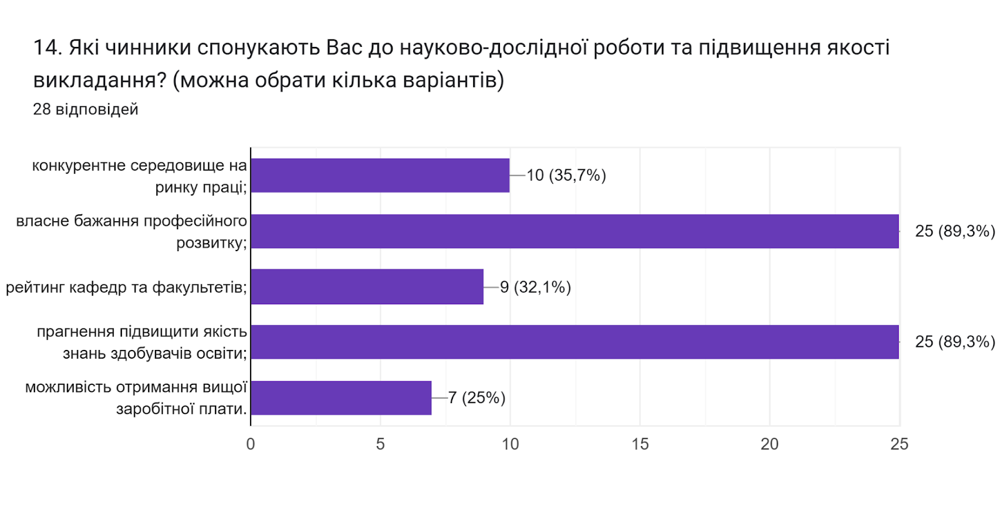 14. Які чинники спонукають Вас до науково-дослідної роботи та підвищення якості
викладання? (можна обрати кілька варіантів)
28 відповідей
конкурентне середовище на
ринку праці;
10 (35,7%)
власне бажання професійного
розвитку;
25 (89,3%)
рейтинг кафедр та факультетів;
9 (32,1%)
прагнення підвищити якість
знань здобувачів освіти;
25 (89,3%)
можливість отримання вищої
заробітної плати.
7 (25%)
0 5 10 15 20 25